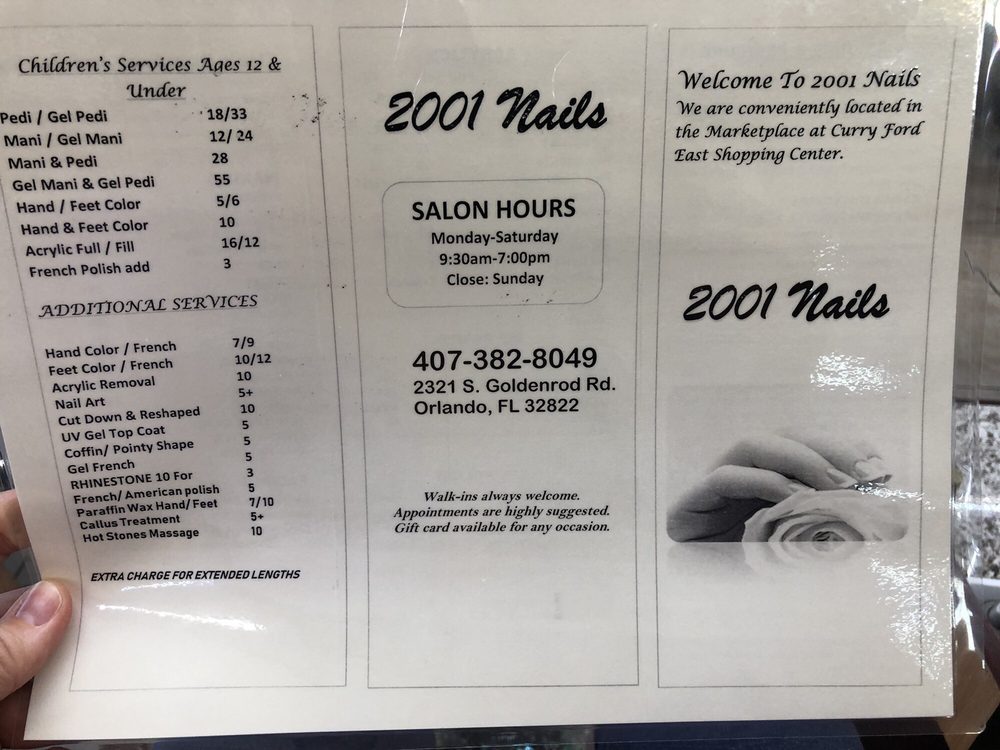 Children's Services Ages 12 &
Under
Pedi / Gel Pedi 18/33
Mani / Gel Mani 12/ 24
Mani & Pedi 28
Gel Mani & Gel Pedi 55
Hand / Feet Color 5/6
Hand & Feet Color 10
Acrylic Full / Fill 16/12
French Polish add 3
ADDITIONAL SERVICES
Hand Color / French 7/9
Feet Color / French 10/12
Acrylic Removal 10
Nail Art 5+
Cut Down & Reshaped 10
UV Gel Top Coat 5
Coffin/ Pointy Shape 5
Gel French 5
RHINESTONE 10 For 3
French/ American polish 5
Paraffin Wax Hand/ Feet 7/10
Callus Treatment 5+
Hot Stones Massage 10
EXTRA CHARGE FOR EXTENDED LENGTHS
2001 Nails
SALON HOURS
Monday-Saturday
9:30am-7:00pm
Close: Sunday
407-382-8049
2321 S. Goldenrod Rd.
Orlando, FL 32822
Walk-ins always welcome.
Appointments are highly suggested.
Gift card available for any occasion.
Welcome To 2001 Nails
We are conveniently located in
the Marketplace at Curry Ford
East Shopping Center.
2001 Nails